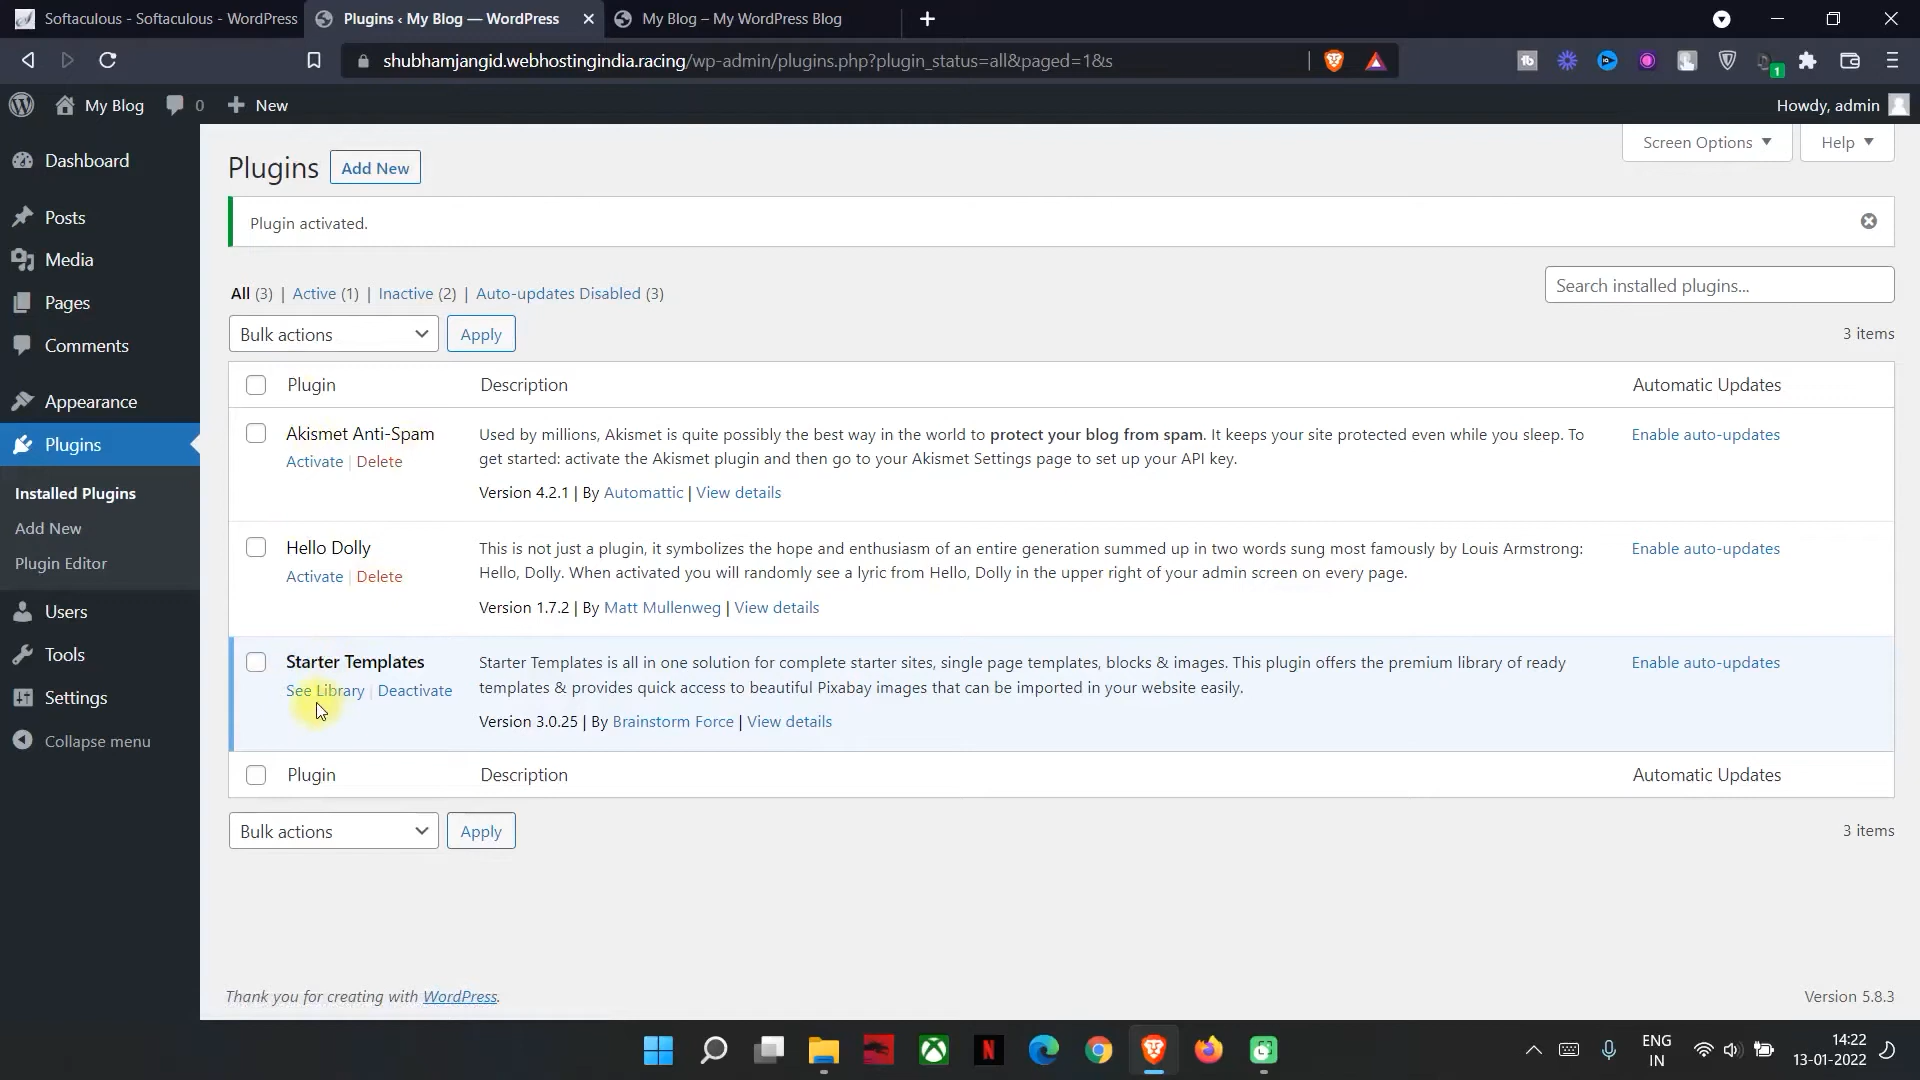 Softaculous - Softaculous - WordPress
Plugins ‹ My Blog — WordPress
My Blog – My WordPress Blog
shubhamjangid.webhostingindia.racing/wp-admin/plugins.php?plugin_status=all&paged=1&s
1
My Blog
0
New
Howdy, admin
Dashboard
Posts
Media
Pages
Comments
Appearance
Plugins
Installed Plugins
Add New
Plugin Editor
Users
Tools
Settings
Collapse menu
Screen Options
Help
Plugins
Add New
Plugin activated.
All (3) | Active (1) | Inactive (2) | Auto-updates Disabled (3)
Search installed plugins...
Bulk actions
Apply
3 items
Plugin
Description
Automatic Updates
Akismet Anti-Spam
Activate | Delete
Used by millions, Akismet is quite possibly the best way in the world to protect your blog from spam. It keeps your site protected even while you sleep. To
get started: activate the Akismet plugin and then go to your Akismet Settings page to set up your API key.
Version 4.2.1 | By Automattic | View details
Enable auto-updates
Hello Dolly
Activate | Delete
This is not just a plugin, it symbolizes the hope and enthusiasm of an entire generation summed up in two words sung most famously by Louis Armstrong:
Hello, Dolly. When activated you will randomly see a lyric from Hello, Dolly in the upper right of your admin screen on every page.
Version 1.7.2 | By Matt Mullenweg | View details
Enable auto-updates
Starter Templates
See Library | Deactivate
Starter Templates is all in one solution for complete starter sites, single page templates, blocks & images. This plugin offers the premium library of ready
templates & provides quick access to beautiful Pixabay images that can be imported in your website easily.
Version 3.0.25 | By Brainstorm Force | View details
Enable auto-updates
Plugin
Description
Automatic Updates
Bulk actions
Apply
3 items
Thank you for creating with WordPress.
Version 5.8.3
ENG
IN
14:22
13-01-2022